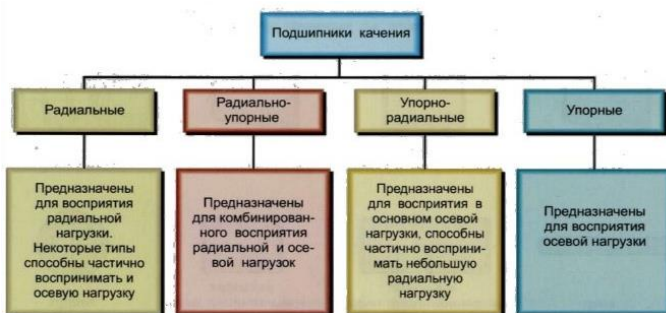 Подшипники качения
Радиальные
Радиально-
упорные
Упорно-
радиальные
Упорные
Предназначены
для восприятия
радиальной
нагрузки.
Некоторые типы
способны частично
воспринимать и
осевую нагрузку
Предназначены
для комбинирован-
ного восприятия
радиальной и осе-
вой нагрузок
Предназначены
для восприятия в
основном осевой
нагрузки, способны
частично восприни-
мать небольшую
радиальную
нагрузку
Предназначены
для восприятия
осевой нагрузки